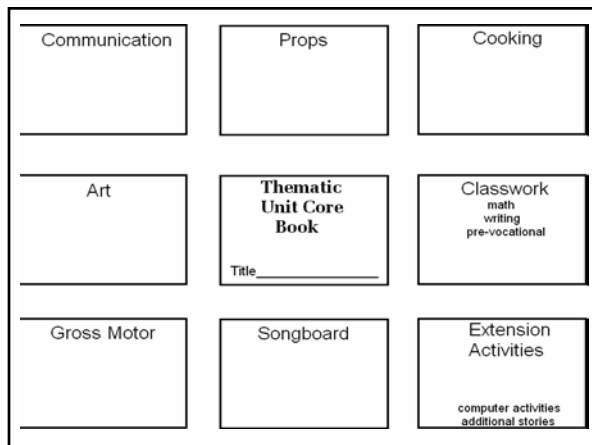 Communication
Props
Cooking
Art
Thematic
Unit Core
Book
Title___________________
Classwork
math
writing
pre-vocational
Gross Motor
Songboard
Extension
Activities
computer activities
additional stories